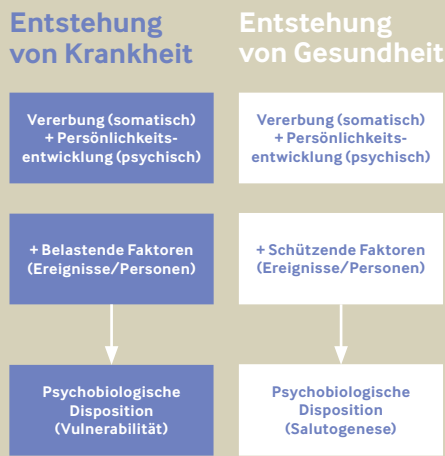 Entstehung
von Krankheit
Vererbung (somatisch)
+ Persönlichkeits-
entwicklung (psychisch)
+ Belastende Faktoren
(Ereignisse/Personen)
Psychobiologische
Disposition
(Vulnerabilität)
Entstehung
von Gesundheit
Vererbung (somatisch)
+ Persönlichkeits-
entwicklung (psychisch)
+ Schützende Faktoren
(Ereignisse/Personen)
Psychobiologische
Disposition
(Salutogenese)